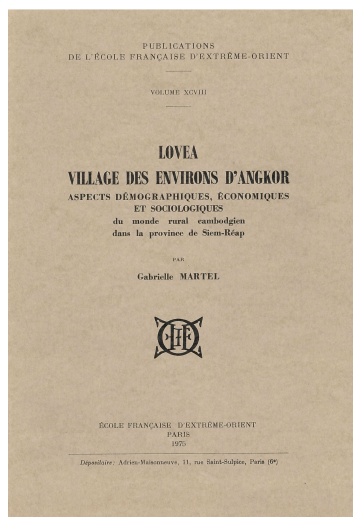 PUBLICATIONS
DE L'ÉCOLE FRANÇAISE D'EXTRÊME-ORIENT
VOLUME XCVIII
LOVEA
VILLAGE DES ENVIRONS D'ANGKOR
ASPECTS DÉMOGRAPHIQUES, ÉCONOMIQUES
ET SOCIOLOGIQUES
du monde rural cambodgien
dans la province de Siem-Réap
PAR
Gabrielle MARTEL
ÉCOLE FRANÇAISE D'EXTRÊME-ORIENT
PARIS
1975
Dépositaire: Adrien-Maisonneuve, 11, rue Saint-Sulpice, Paris (6e)